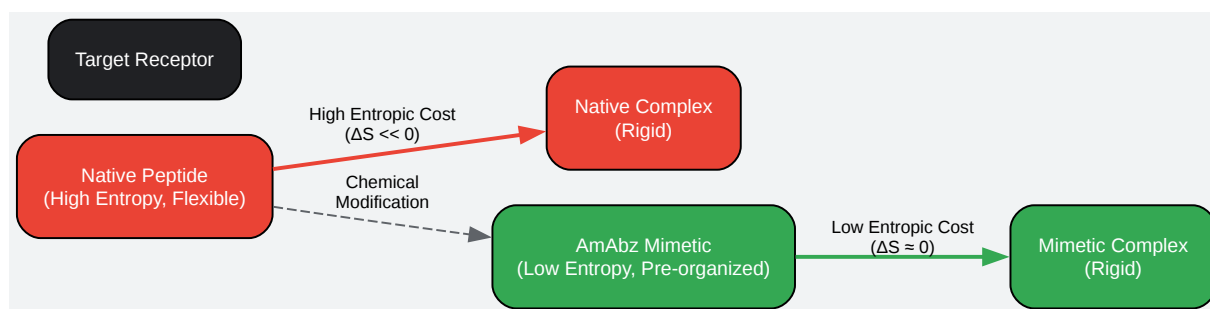 Target Receptor
Native Peptide
(High Entropy, Flexible)
High Entropic Cost
(ΔS << 0)
Native Complex
(Rigid)
Chemical
Modification
AmAbz Mimetic
(Low Entropy, Pre-organized)
Low Entropic Cost
(ΔS ≈ 0)
Mimetic Complex
(Rigid)